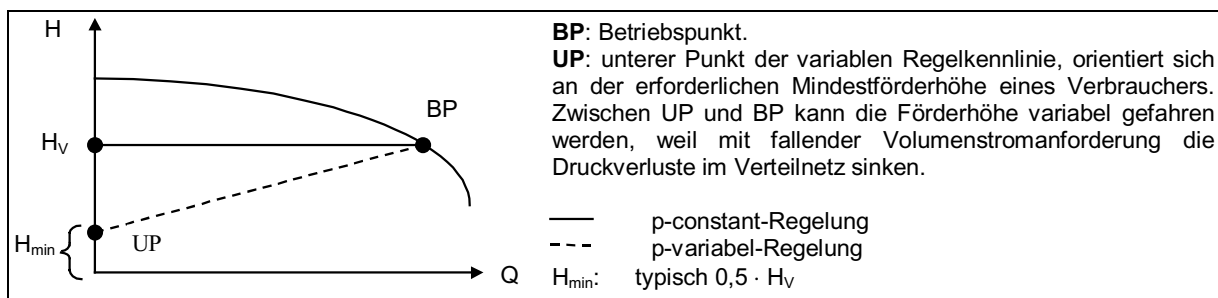 H
BP
H_V
H_min
UP
Q
BP: Betriebspunkt.
UP: unterer Punkt der variablen Regelkennlinie, orientiert sich
an der erforderlichen Mindestförderhöhe eines Verbrauchers.
Zwischen UP und BP kann die Förderhöhe variabel gefahren
werden, weil mit fallender Volumenstromanforderung die
Druckverluste im Verteilnetz sinken.
p-constant-Regelung
p-variabel-Regelung
H_min: typisch 0,5 · H_V